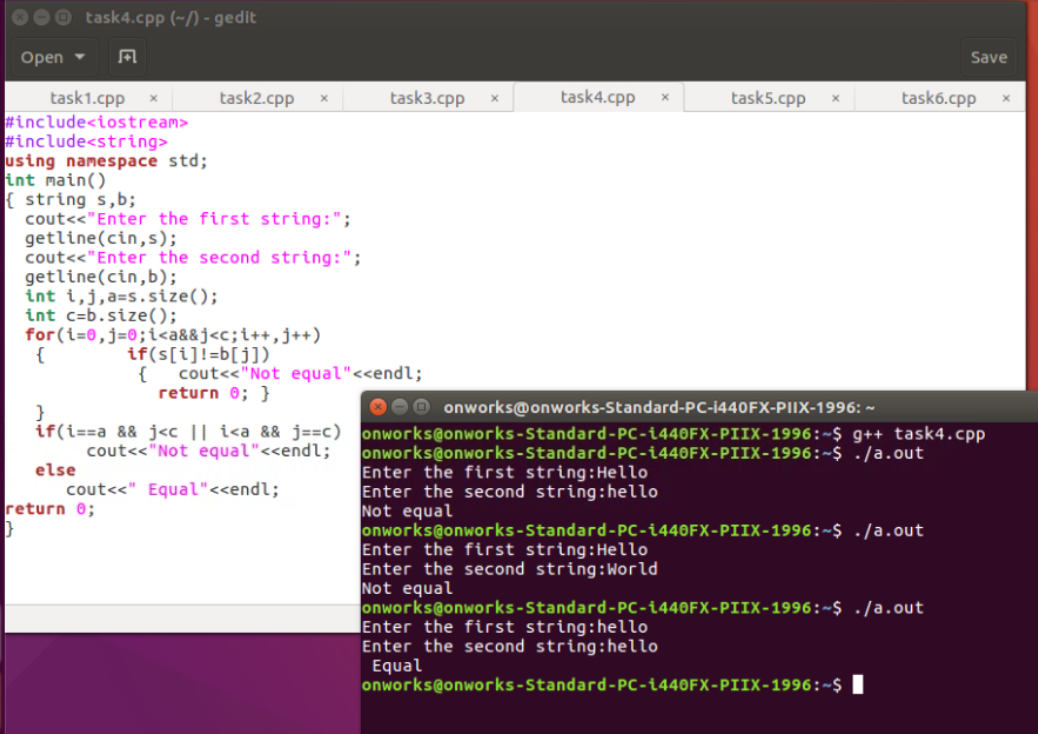 task4.cpp (~/) - gedit
Open Save
task1.cpp × task2.cpp × task3.cpp × task4.cpp × task5.cpp × task6.cpp ×
#include<iostream>
#include<string>
using namespace std;
int main()
{ string s,b;
  cout<<"Enter the first string:";
  getline(cin,s);
  cout<<"Enter the second string:";
  getline(cin,b);
  int i,j,a=s.size();
  int c=b.size();
  for(i=0,j=0;i<a&&j<c;i++,j++)
   {        if(s[i]!=b[j])
             {   cout<<"Not equal"<<endl;
               return 0; }
   }
   if(i==a && j<c || i<a && j==c)
        cout<<"Not equal"<<endl;
   else
      cout<<" Equal"<<endl;
return 0;
}
onworks@onworks-Standard-PC-i440FX-PIIX-1996: ~
onworks@onworks-Standard-PC-i440FX-PIIX-1996:~$ g++ task4.cpp
onworks@onworks-Standard-PC-i440FX-PIIX-1996:~$ ./a.out
Enter the first string:Hello
Enter the second string:hello
Not equal
onworks@onworks-Standard-PC-i440FX-PIIX-1996:~$ ./a.out
Enter the first string:Hello
Enter the second string:World
Not equal
onworks@onworks-Standard-PC-i440FX-PIIX-1996:~$ ./a.out
Enter the first string:hello
Enter the second string:hello
 Equal
onworks@onworks-Standard-PC-i440FX-PIIX-1996:~$